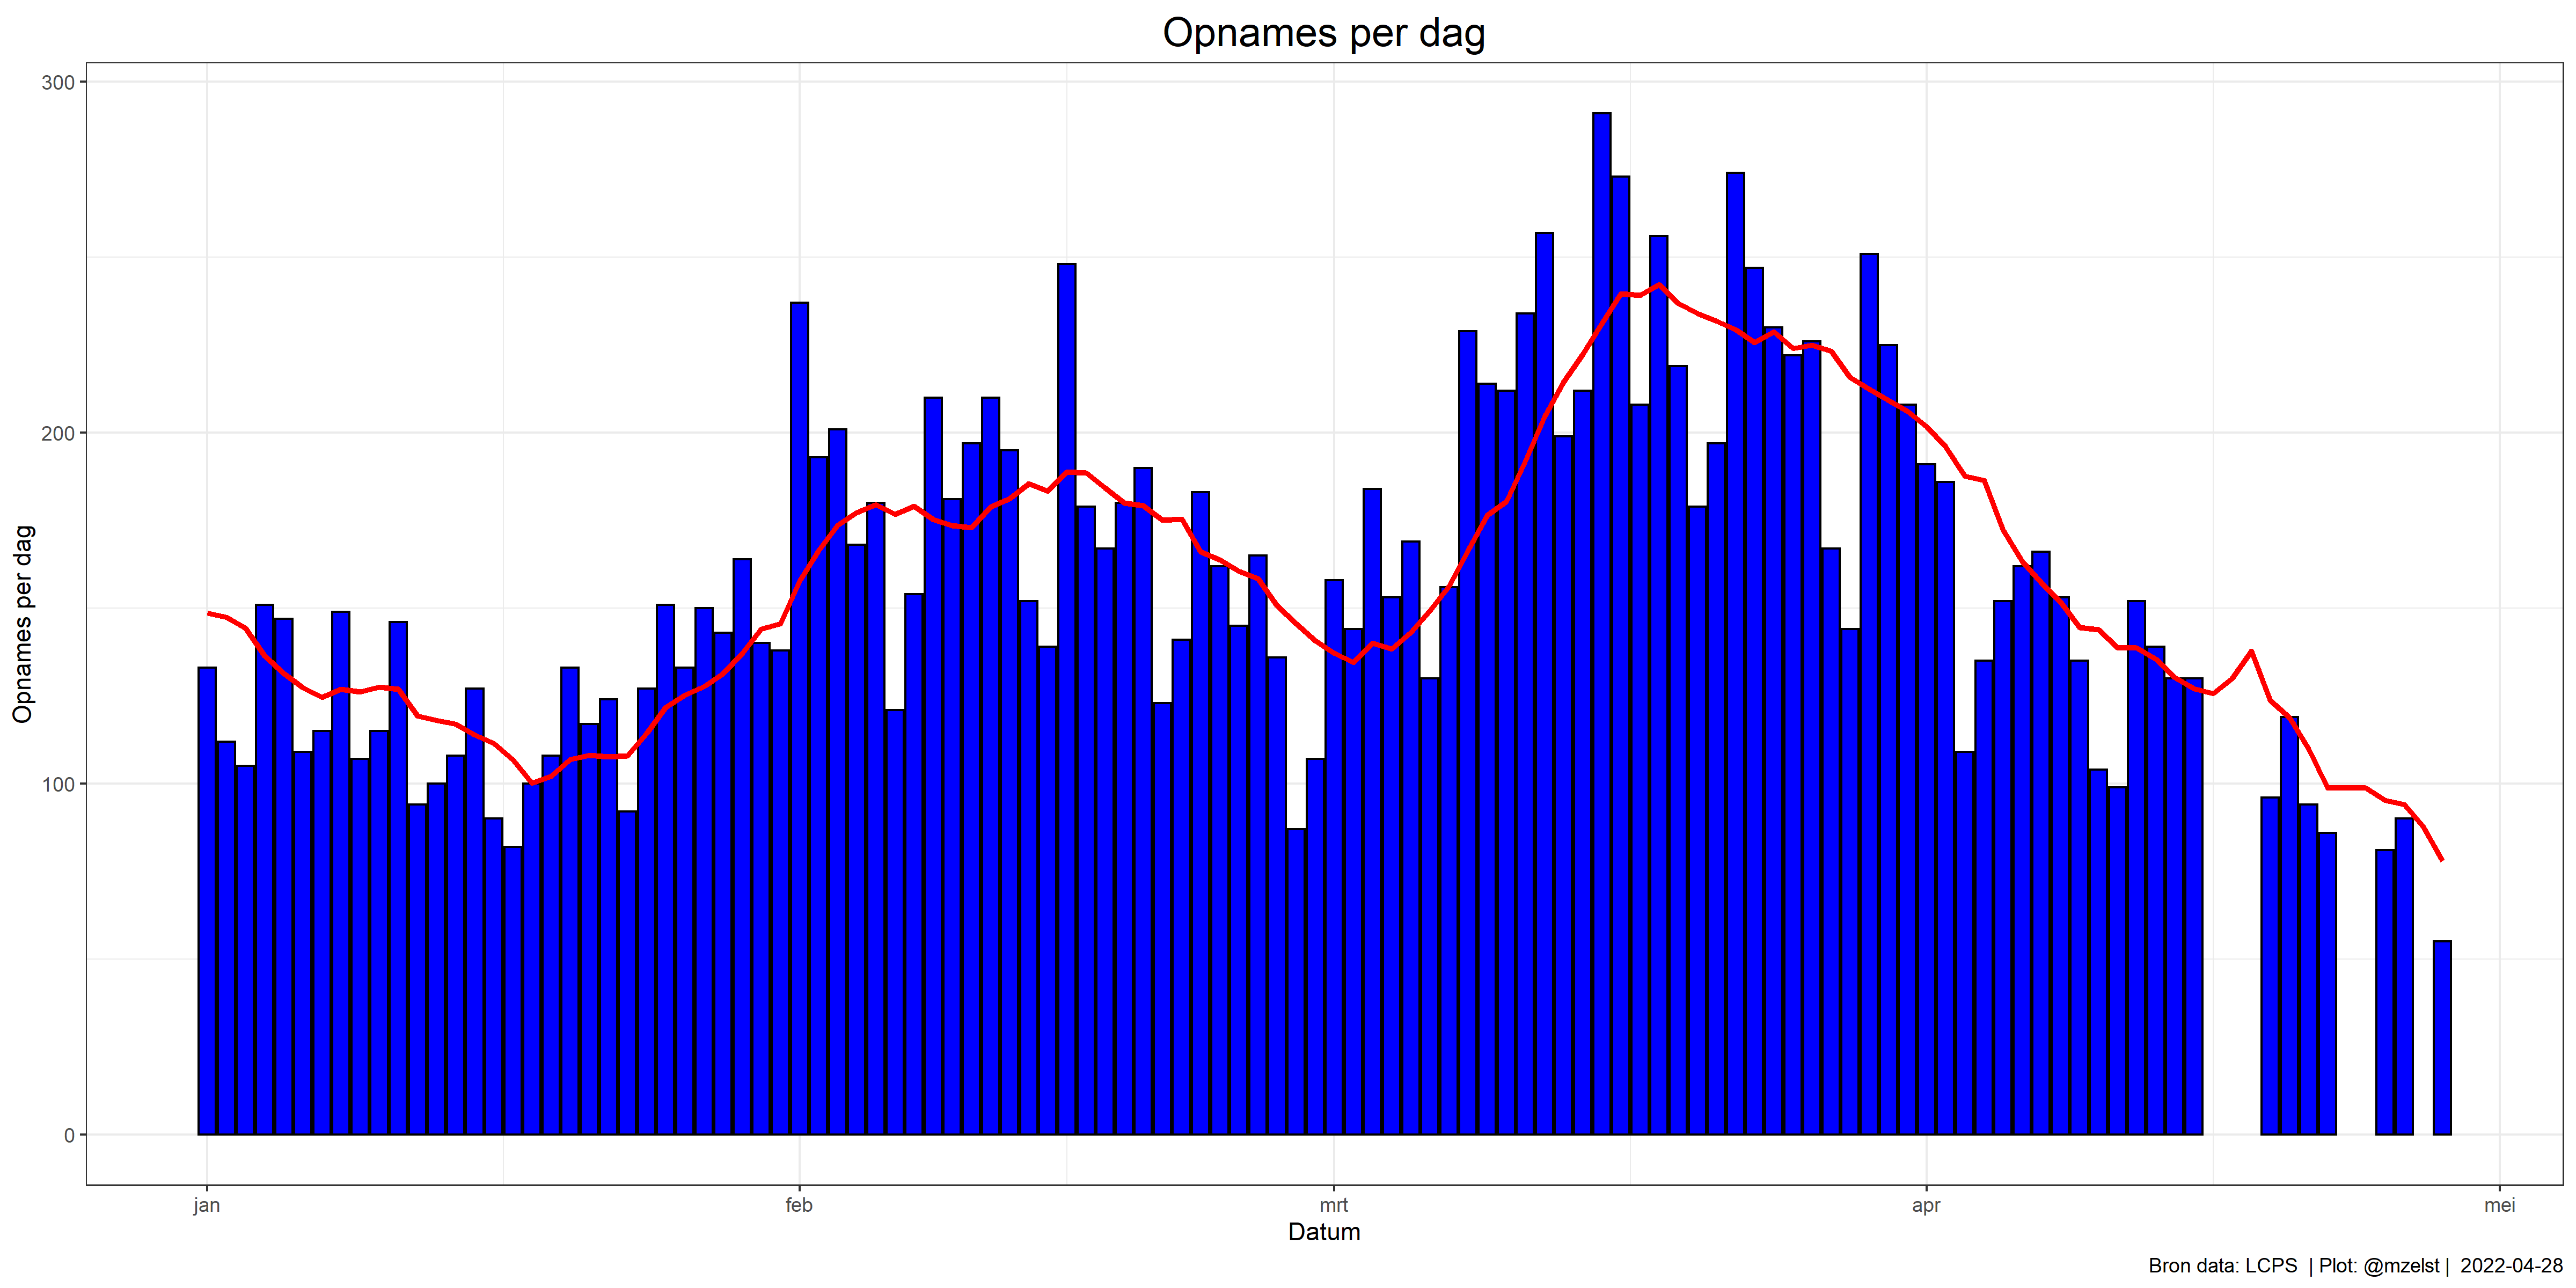 Opnames per dag
Opnames per dag
300
200
100
0
jan feb mrt apr mei
Datum
Bron data: LCPS | Plot: @mzelst | 2022-04-28